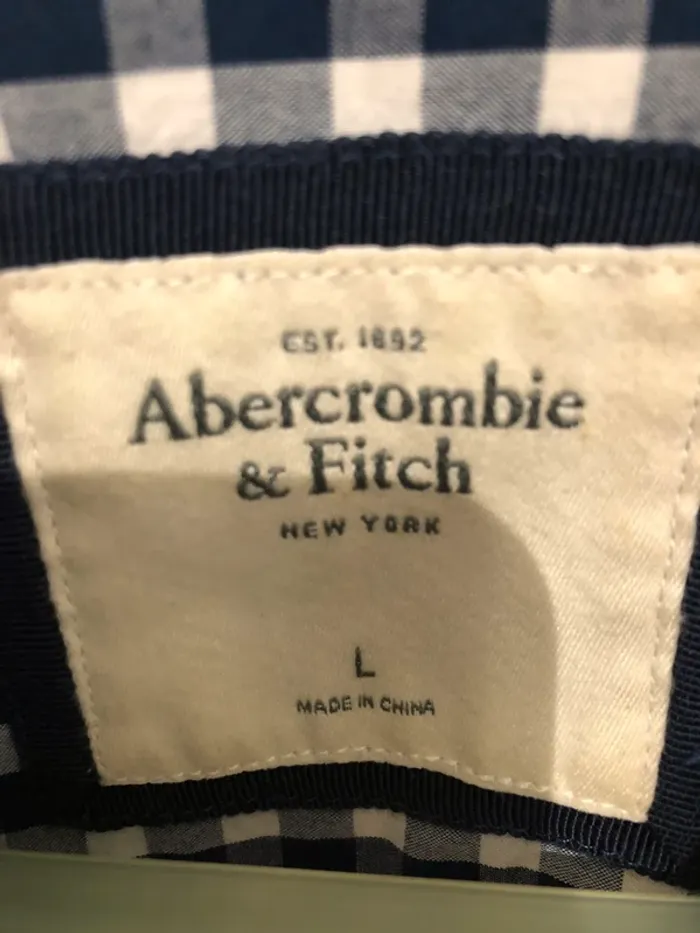 EST. 1892
Abercrombie
& Fitch
NEW YORK
L
MADE IN CHINA